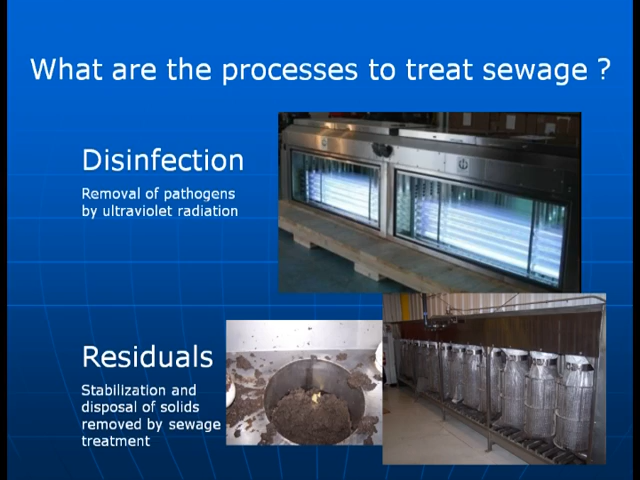 What are the processes to treat sewage ?
Disinfection
Removal of pathogens
by ultraviolet radiation
Residuals
Stabilization and
disposal of solids
removed by sewage
treatment